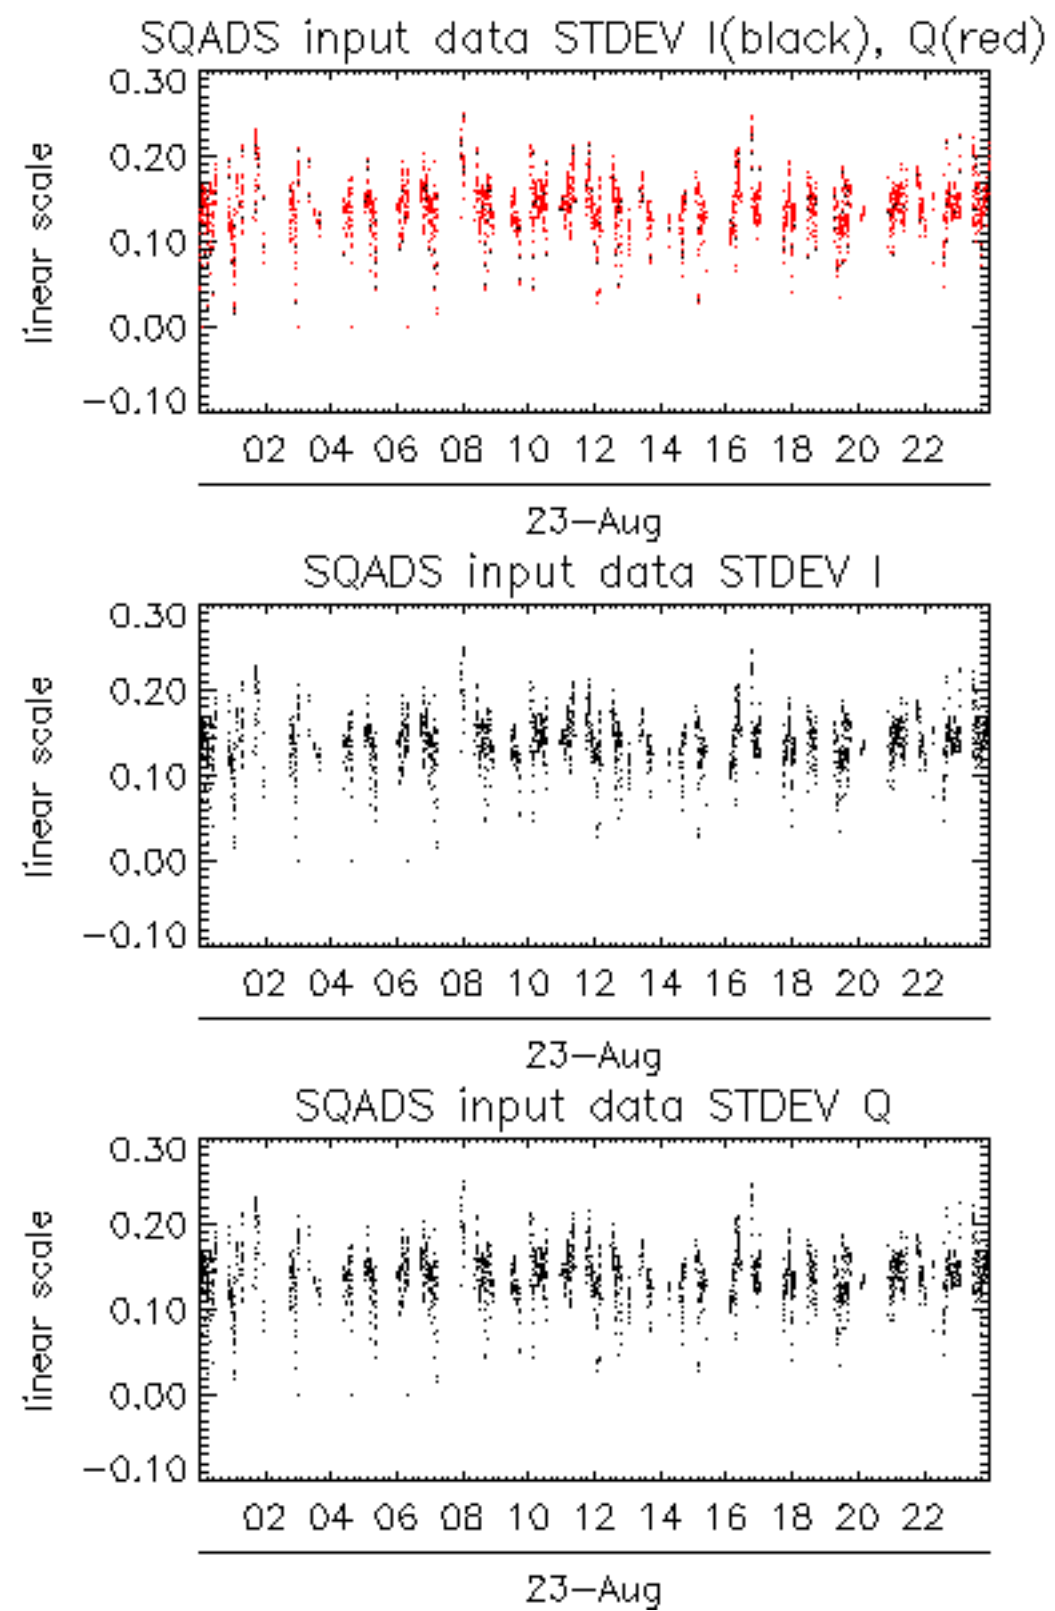 SQADS input data STDEV I(black), Q(red)
0.30
0.20
0.10
0.00
-0.10
linear scale
02 04 06 08 10 12 14 16 18 20 22
23-Aug
SQADS input data STDEV I
0.30
0.20
0.10
0.00
-0.10
linear scale
02 04 06 08 10 12 14 16 18 20 22
23-Aug
SQADS input data STDEV Q
0.30
0.20
0.10
0.00
-0.10
linear scale
02 04 06 08 10 12 14 16 18 20 22
23-Aug